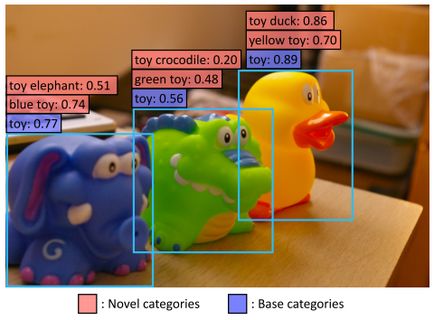 toy duck: 0.86
yellow toy: 0.70
toy: 0.89
toy crocodile: 0.20
green toy: 0.48
toy: 0.56
toy elephant: 0.51
blue toy: 0.74
toy: 0.77
: Novel categories
: Base categories